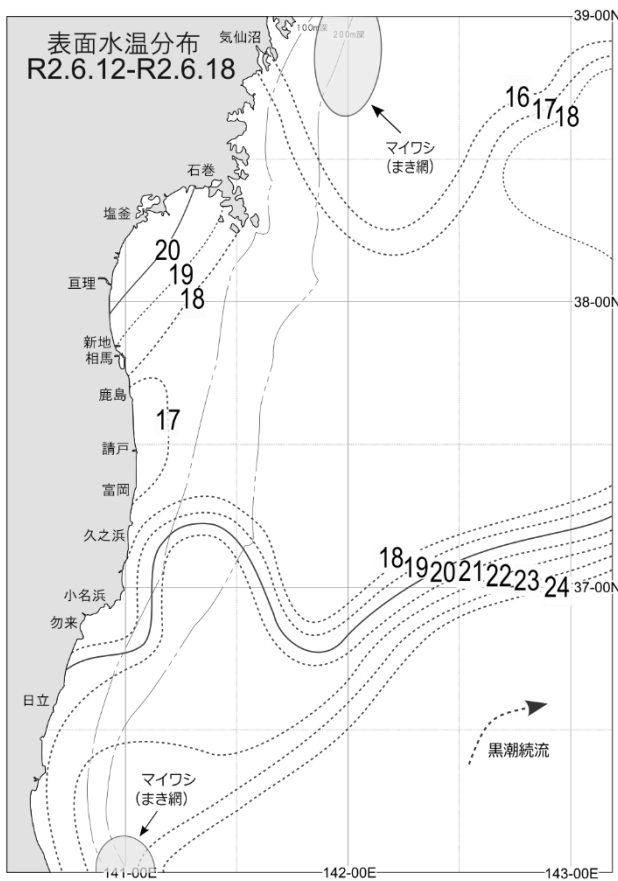 表面水温分布
R2.6.12-R2.6.18
気仙沼
100m深
200m深
39-00N
16
17
18
マイワシ
(まき網)
石巻
塩釜
20
19
18
亘理
38-00N
新地
相馬
鹿島
17
請戸
富岡
久之浜
18
19
20
21
22
23
24
37-00N
小名浜
勿来
日立
黒潮続流
マイワシ
(まき網)
141-00E
142-00E
143-00E